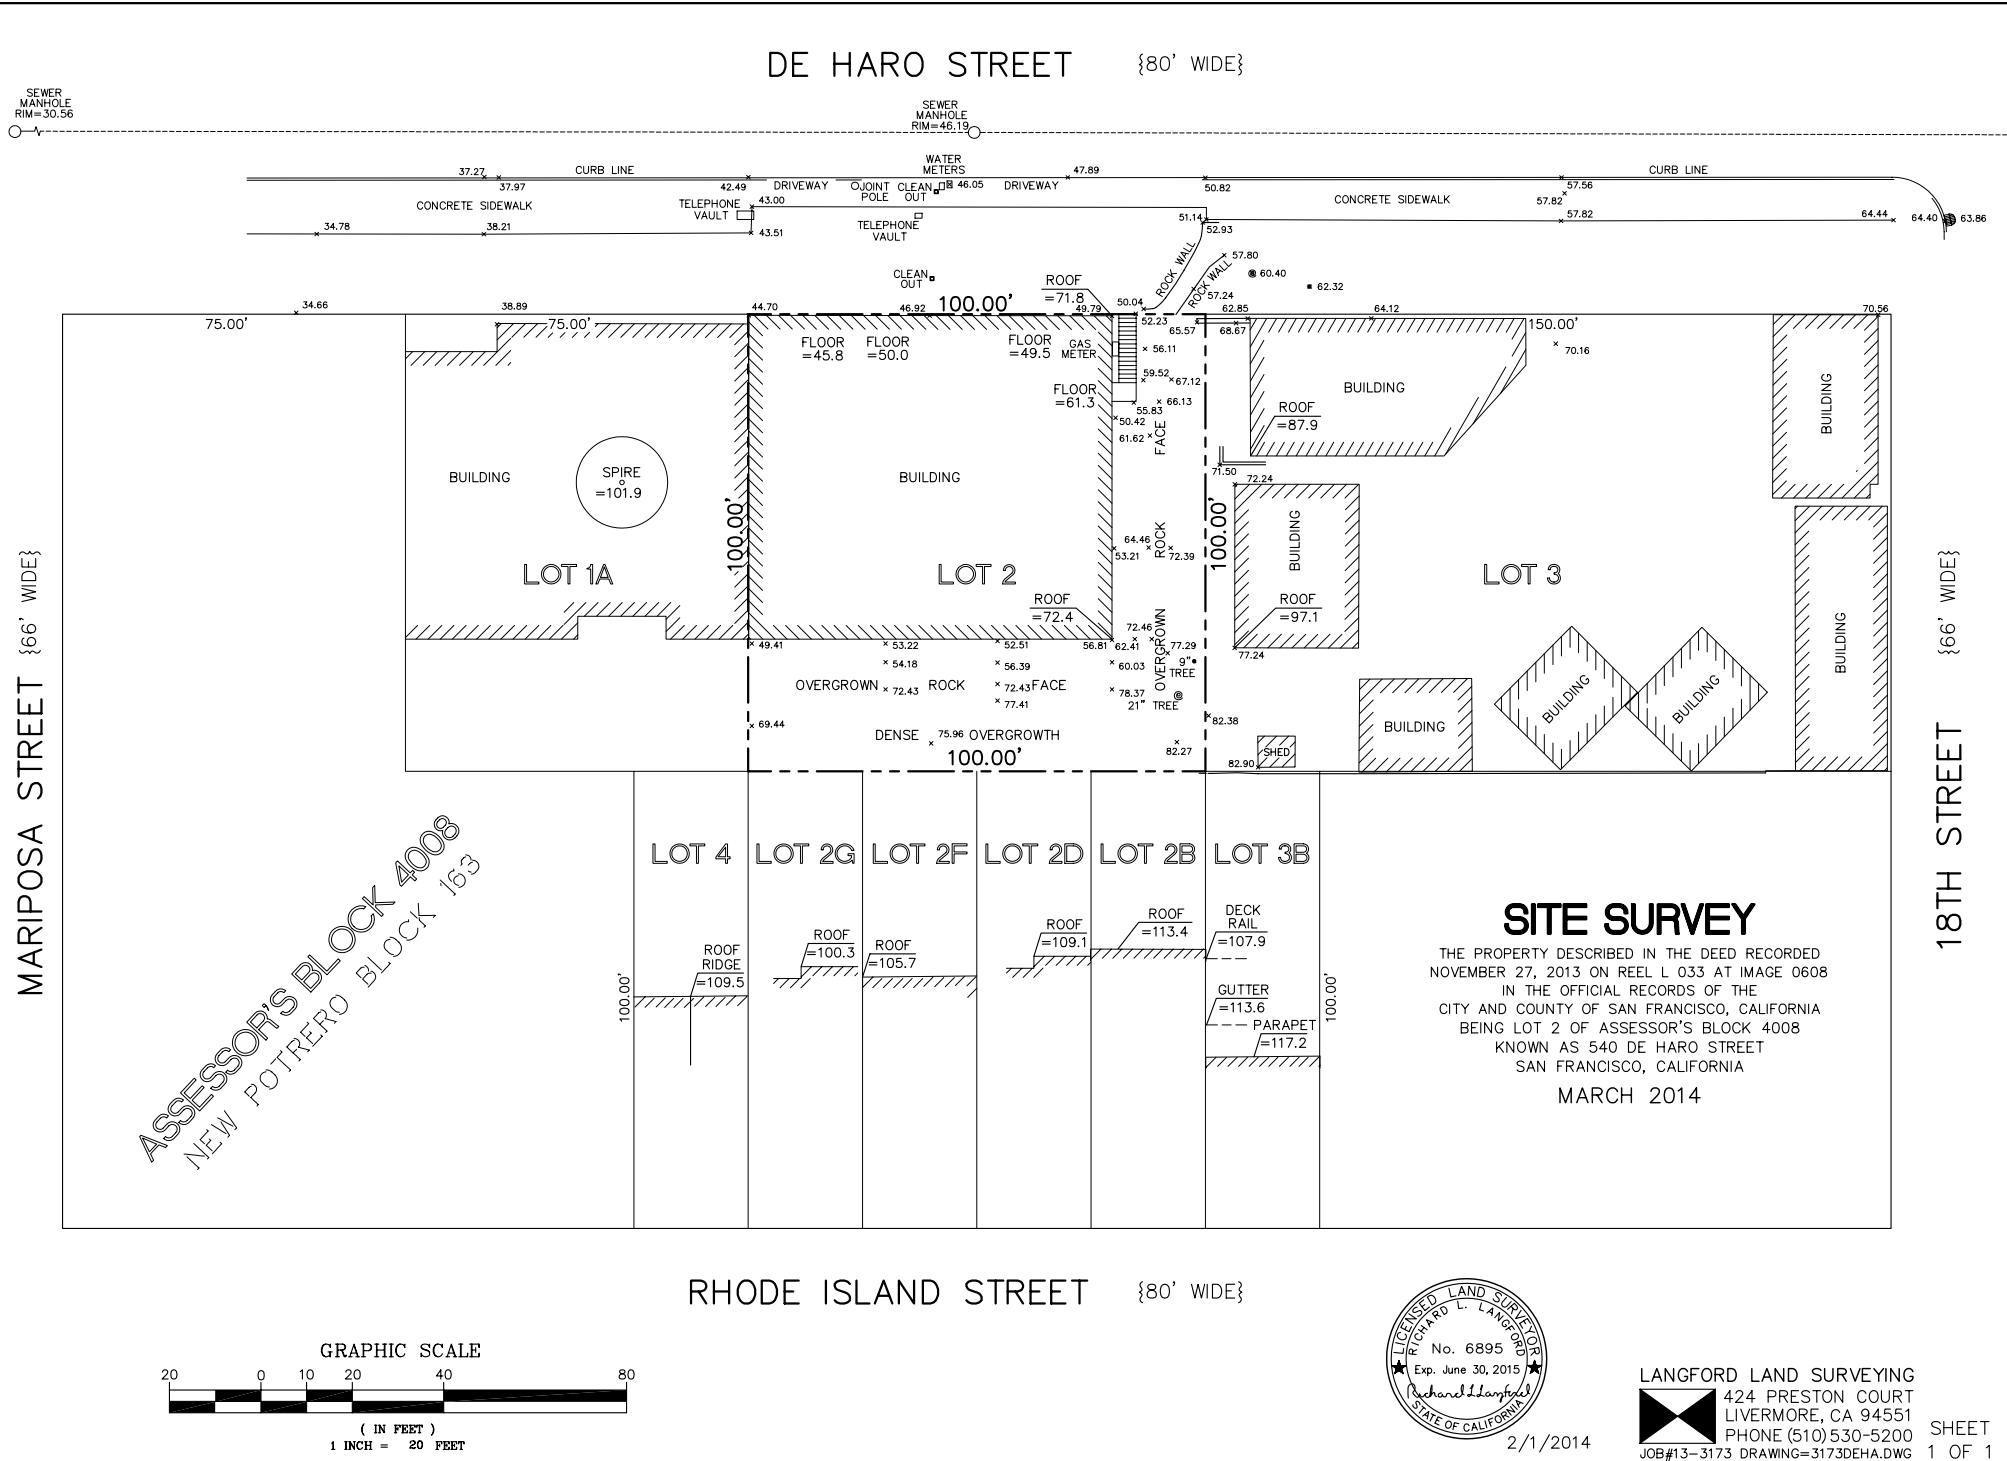 DE HARO STREET {80' WIDE}
SEWER
MANHOLE
RIM=30.56
SEWER
MANHOLE
RIM=46.19
37.27
CURB LINE
WATER
METERS
47.89
CURB LINE
37.97
42.49
DRIVEWAY
JOINT
POLE
CLEAN
OUT
46.05
DRIVEWAY
50.82
57.56
CONCRETE SIDEWALK
TELEPHONE
VAULT
43.00
CONCRETE SIDEWALK
57.82
34.78
38.21
43.51
TELEPHONE
VAULT
51.14
52.93
57.82
64.44
64.40
63.86
ROCK WALL
ROCK WALL
57.80
60.40
62.32
57.24
CLEAN
OUT
ROOF
=71.8
34.66
75.00'
38.89
75.00'
44.70
46.92
100.00'
49.79
50.04
52.23
65.57
62.85
68.67
64.12
150.00'
70.56
70.16
FLOOR
=45.8
FLOOR
=50.0
FLOOR
=49.5
GAS
METER
56.11
59.52
67.12
FLOOR
=61.3
55.83
66.13
50.42
61.62
BUILDING
ROOF
=87.9
BUILDING
BUILDING
SPIRE
=101.9
BUILDING
FACE
71.50
72.24
100.00'
100.00'
ROCK
64.46
53.21
72.39
BUILDING
LOT 1A
LOT 2
LOT 3
ROOF
=72.4
ROOF
=97.1
OVERGROWN
72.46
49.41
53.22
52.51
56.81
62.41
77.29
77.24
54.18
56.39
60.03
9"
TREE
OVERGROWN
72.43
ROCK
72.43
FACE
78.37
21" TREE
77.41
69.44
82.38
DENSE
75.96
OVERGROWTH
82.27
100.00'
82.90
SHED
BUILDING
BUILDING
BUILDING
BUILDING
MARIPOSA STREET {66' WIDE}
18TH STREET {66' WIDE}
LOT 4
LOT 2G
LOT 2F
LOT 2D
LOT 2B
LOT 3B
ASSESSOR'S BLOCK 4008
NEW POTRERO BLOCK 163
100.00'
ROOF
RIDGE
=109.5
ROOF
=100.3
ROOF
=105.7
ROOF
=109.1
ROOF
=113.4
DECK
RAIL
=107.9
GUTTER
=113.6
PARAPET
=117.2
100.00'
SITE SURVEY
THE PROPERTY DESCRIBED IN THE DEED RECORDED
NOVEMBER 27, 2013 ON REEL L 033 AT IMAGE 0608
IN THE OFFICIAL RECORDS OF THE
CITY AND COUNTY OF SAN FRANCISCO, CALIFORNIA
BEING LOT 2 OF ASSESSOR'S BLOCK 4008
KNOWN AS 540 DE HARO STREET
SAN FRANCISCO, CALIFORNIA
MARCH 2014
RHODE ISLAND STREET {80' WIDE}
GRAPHIC SCALE
20 0 10 20 40 80
( IN FEET )
1 INCH = 20 FEET
LICENSED LAND SURVEYOR
RICHARD L. LANGFORD
No. 6895
Exp. June 30, 2015
Richard L Langford
STATE OF CALIFORNIA
2/1/2014
LANGFORD LAND SURVEYING
424 PRESTON COURT
LIVERMORE, CA 94551
PHONE (510) 530-5200
JOB#13-3173 DRAWING=3173DEHA.DWG
SHEET
1 OF 1